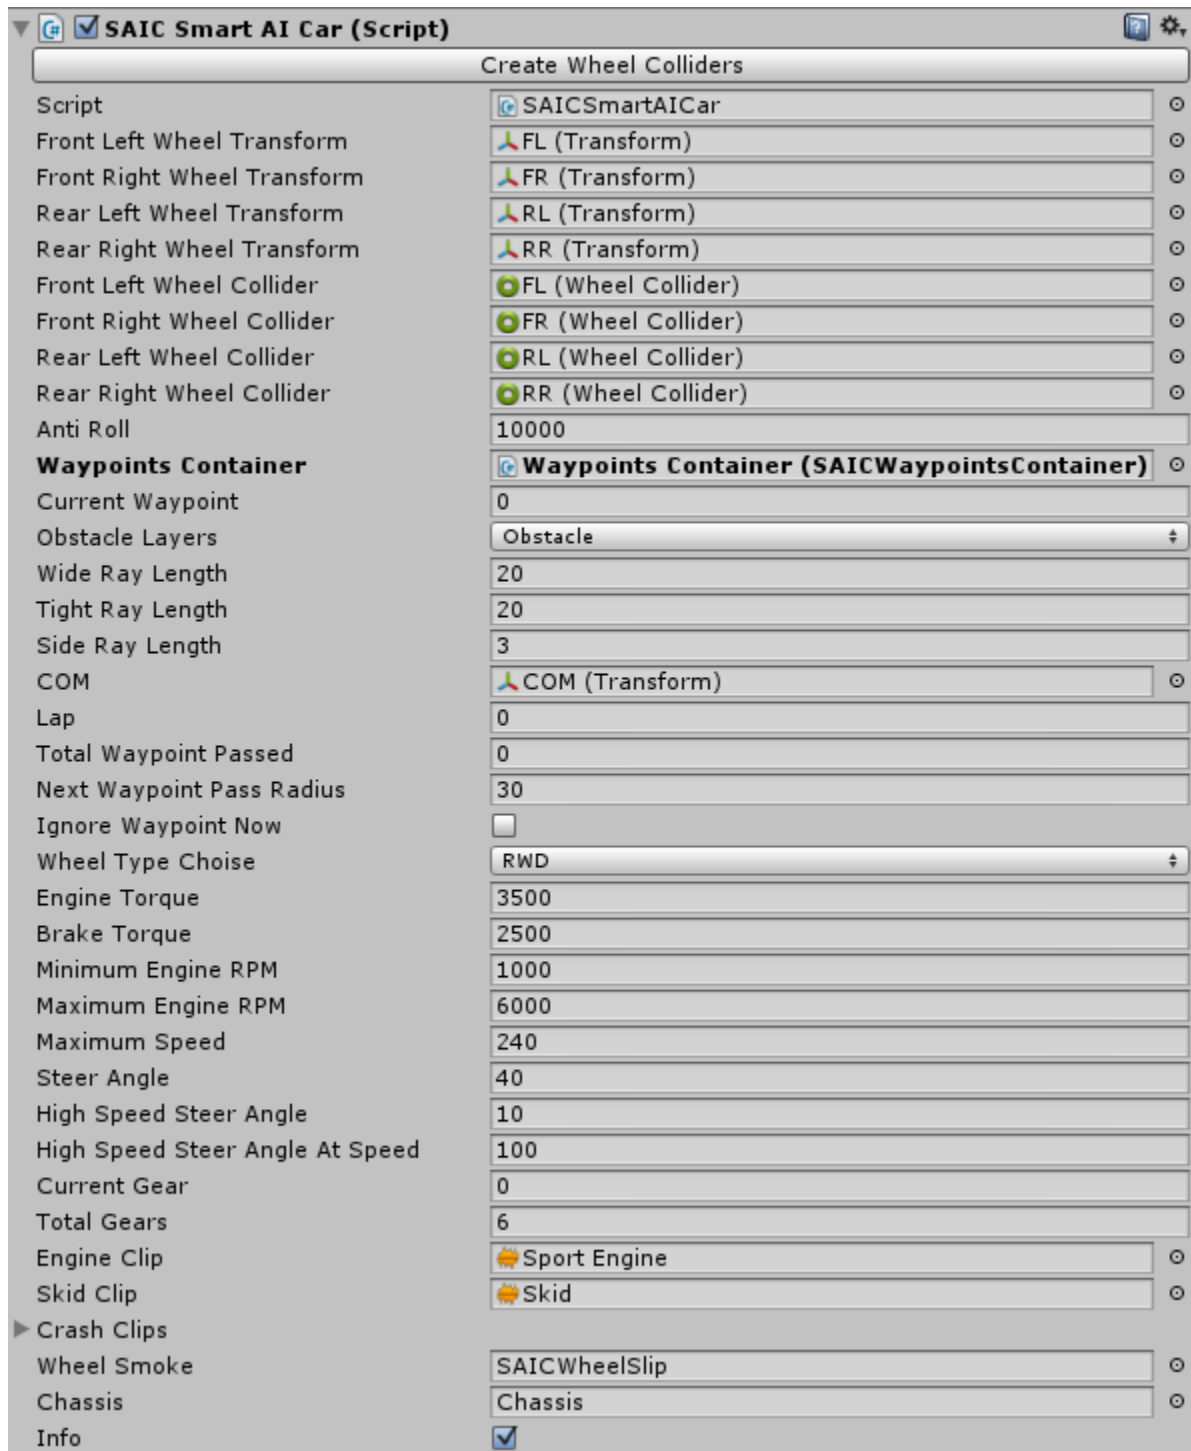 SAIC Smart AI Car (Script)
Create Wheel Colliders
Script SAICSmartAICar
Front Left Wheel Transform FL (Transform)
Front Right Wheel Transform FR (Transform)
Rear Left Wheel Transform RL (Transform)
Rear Right Wheel Transform RR (Transform)
Front Left Wheel Collider FL (Wheel Collider)
Front Right Wheel Collider FR (Wheel Collider)
Rear Left Wheel Collider RL (Wheel Collider)
Rear Right Wheel Collider RR (Wheel Collider)
Anti Roll 10000
Waypoints Container Waypoints Container (SAICWaypointsContainer)
Current Waypoint 0
Obstacle Layers Obstacle
Wide Ray Length 20
Tight Ray Length 20
Side Ray Length 3
COM COM (Transform)
Lap 0
Total Waypoint Passed 0
Next Waypoint Pass Radius 30
Ignore Waypoint Now
Wheel Type Choise RWD
Engine Torque 3500
Brake Torque 2500
Minimum Engine RPM 1000
Maximum Engine RPM 6000
Maximum Speed 240
Steer Angle 40
High Speed Steer Angle 10
High Speed Steer Angle At Speed 100
Current Gear 0
Total Gears 6
Engine Clip Sport Engine
Skid Clip Skid
Crash Clips
Wheel Smoke SAICWheelSlip
Chassis Chassis
Info